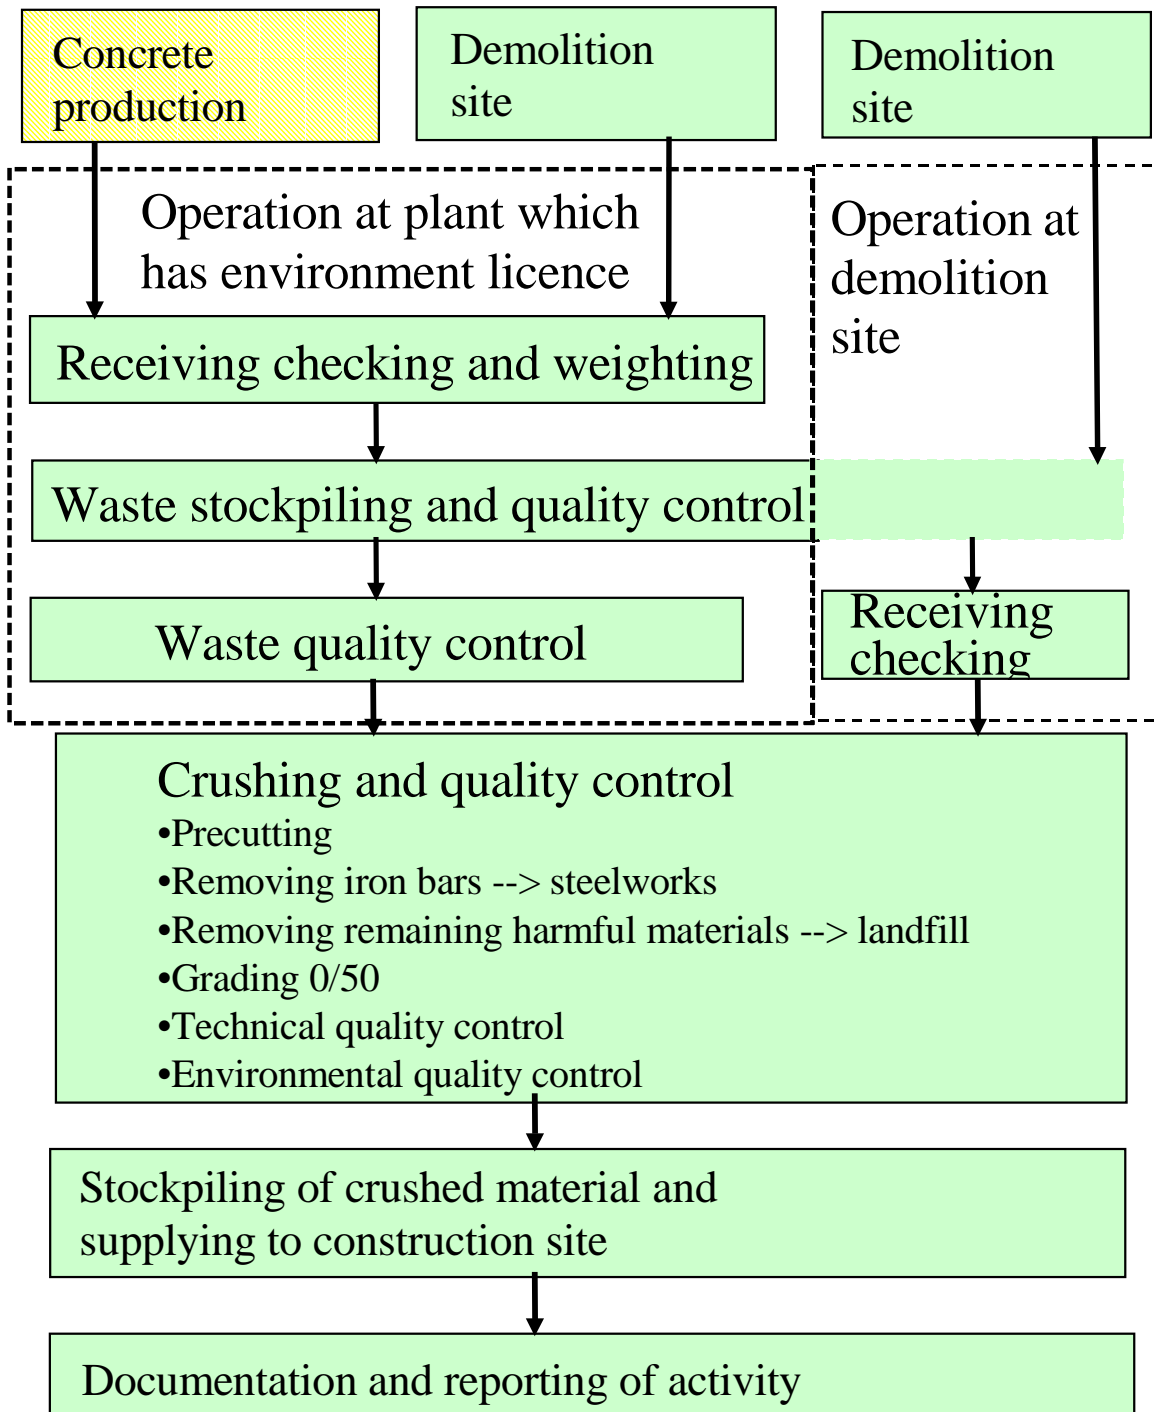 Concrete
production
Demolition
site
Demolition
site
Operation at plant which
has environment licence
Operation at
demolition
site
Receiving checking and weighting
Waste stockpiling and quality control
Waste quality control
Receiving
checking
Crushing and quality control
•Precutting
•Removing iron bars --> steelworks
•Removing remaining harmful materials --> landfill
•Grading 0/50
•Technical quality control
•Environmental quality control
Stockpiling of crushed material and
supplying to construction site
Documentation and reporting of activity